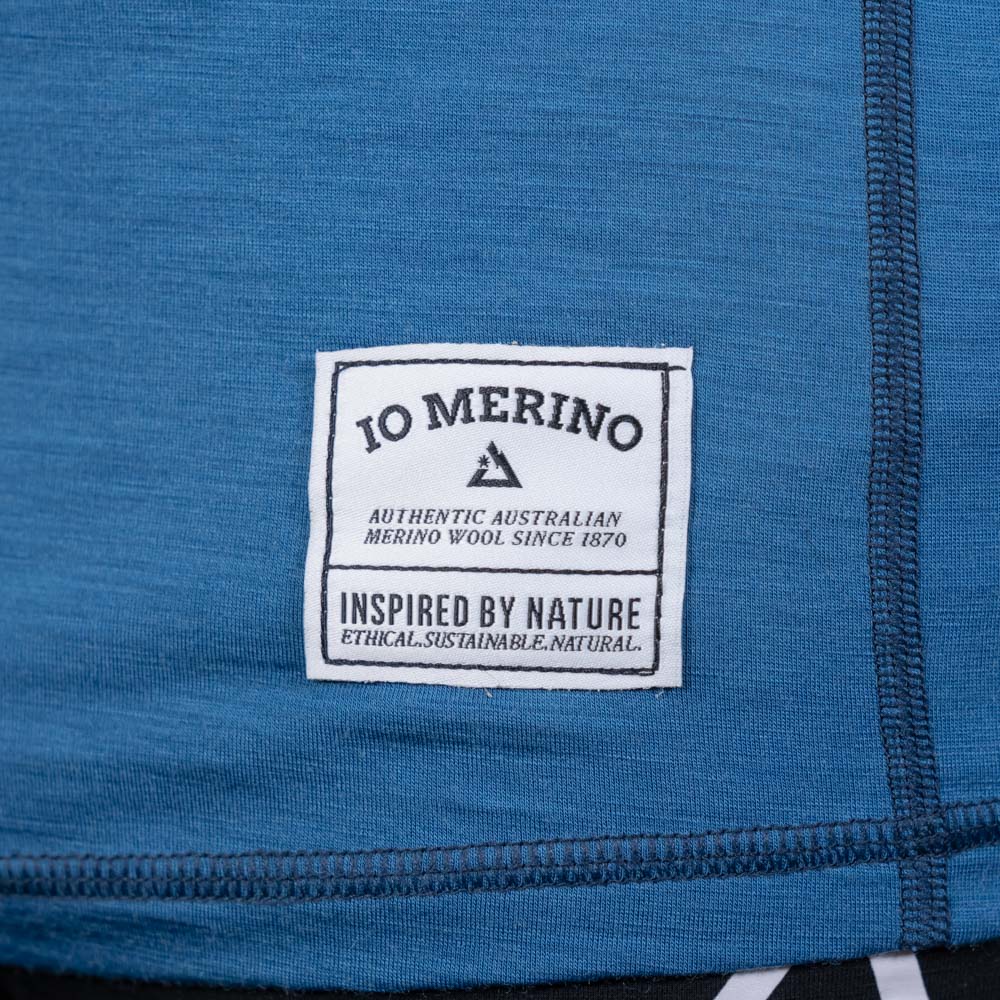 IO MERINO
AUTHENTIC AUSTRALIAN
MERINO WOOL SINCE 1870
INSPIRED BY NATURE
ETHICAL.SUSTAINABLE.NATURAL.